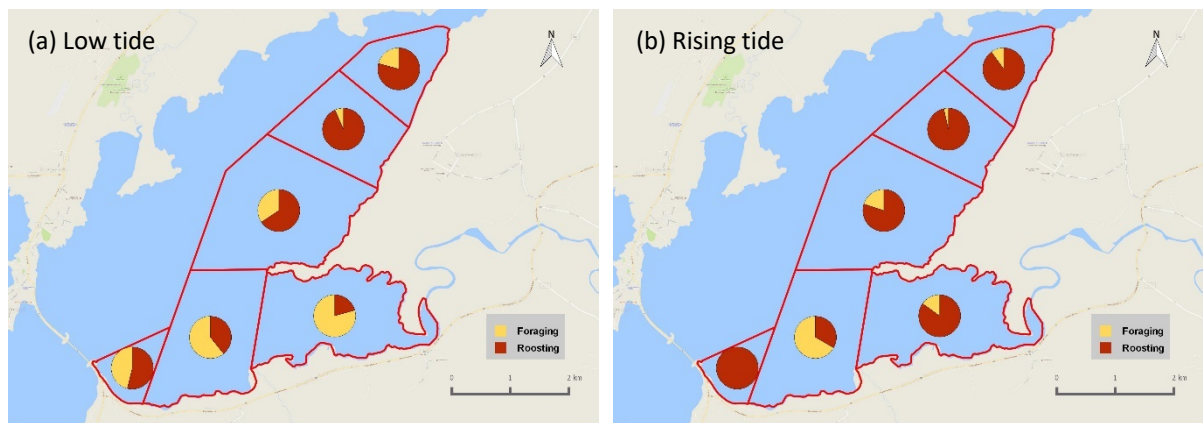 (a) Low tide
N
Foraging
Roosting
0 1 2 km
(b) Rising tide
N
Foraging
Roosting
0 1 2 km